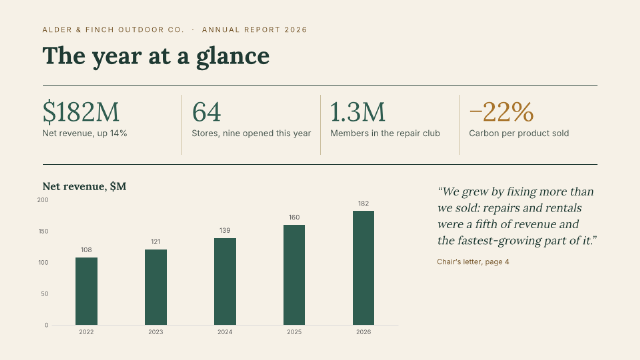 ALDER & FINCH OUTDOOR CO. · ANNUAL REPORT 2026
The year at a glance
$182M
Net revenue, up 14%
64
Stores, nine opened this year
1.3M
Members in the repair club
−22%
Carbon per product sold
Net revenue, $M
200
150
100
50
0
108
121
139
160
182
2022
2023
2024
2025
2026
“We grew by fixing more than
we sold: repairs and rentals
were a fifth of revenue and
the fastest-growing part of it.”
Chair's letter, page 4